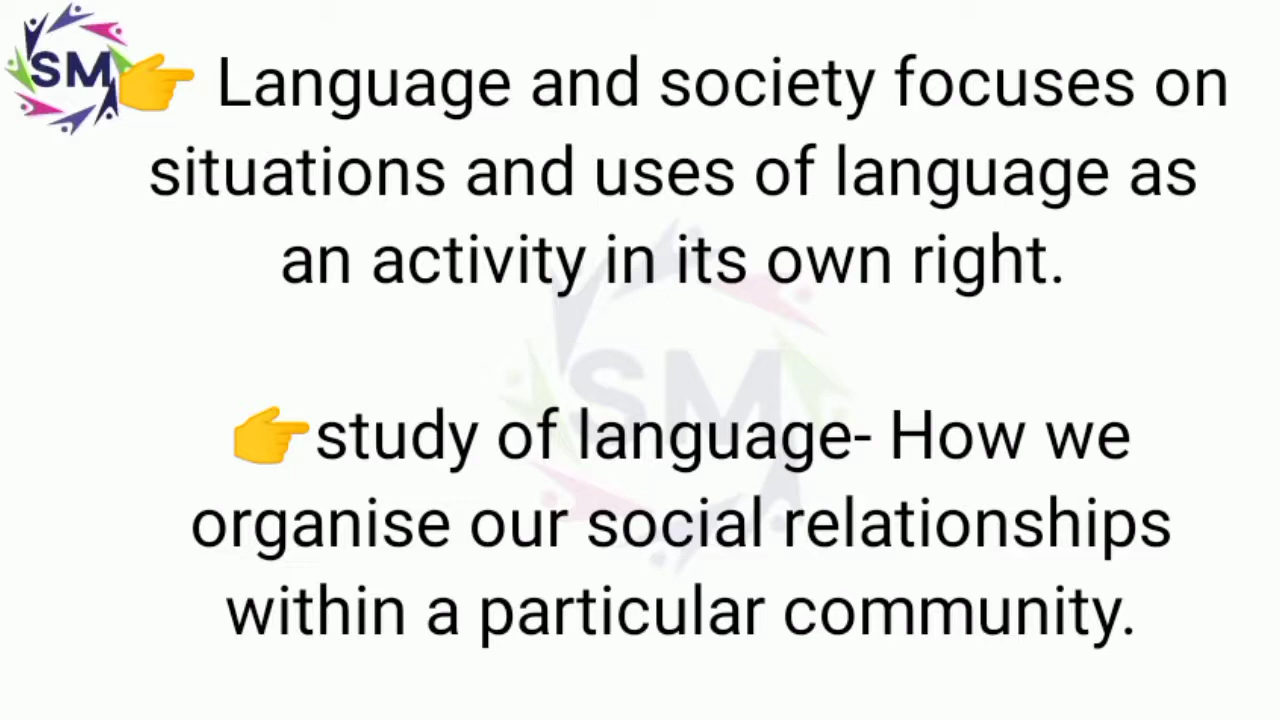 SM
👉 Language and society focuses on
situations and uses of language as
an activity in its own right.
SM
👉study of language- How we
organise our social relationships
within a particular community.